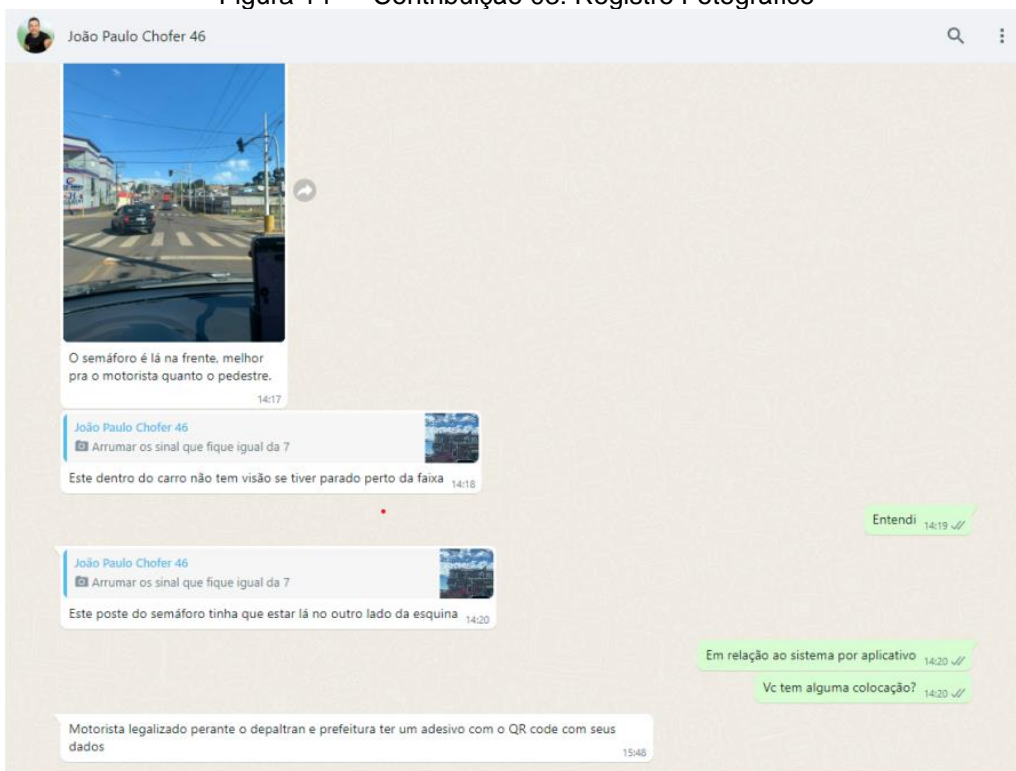 Figura 14 – Contribuição 08: Registro Fotográfico
João Paulo Chofer 46
O semáforo é lá na frente, melhor
pra o motorista quanto o pedestre.
14:17
João Paulo Chofer 46
Arrumar os sinal que fique igual da 7
Este dentro do carro não tem visão se tiver parado perto da faixa 14:18
Entendi 14:19
João Paulo Chofer 46
Arrumar os sinal que fique igual da 7
Este poste do semáforo tinha que estar lá no outro lado da esquina 14:20
Em relação ao sistema por aplicativo 14:20
Vc tem alguma colocação? 14:20
Motorista legalizado perante o depaltran e prefeitura ter um adesivo com o QR code com seus
dados 15:48